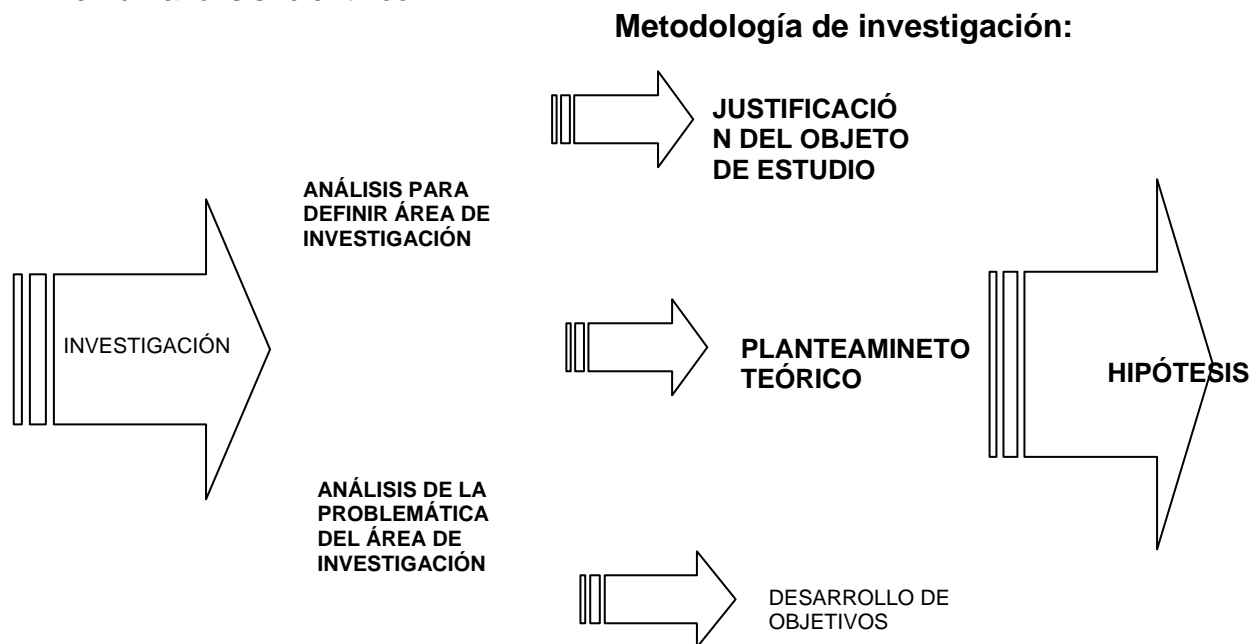 Metodología de investigación:
JUSTIFICACIÓ
N DEL OBJETO
DE ESTUDIO
ANÁLISIS PARA
DEFINIR ÁREA DE
INVESTIGACIÓN
INVESTIGACIÓN
PLANTEAMINETO
TEÓRICO
HIPÓTESIS
ANÁLISIS DE LA
PROBLEMÁTICA
DEL ÁREA DE
INVESTIGACIÓN
DESARROLLO DE
OBJETIVOS